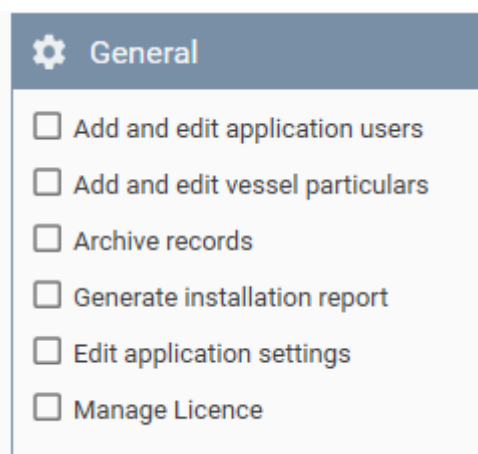 General
Add and edit application users
Add and edit vessel particulars
Archive records
Generate installation report
Edit application settings
Manage Licence